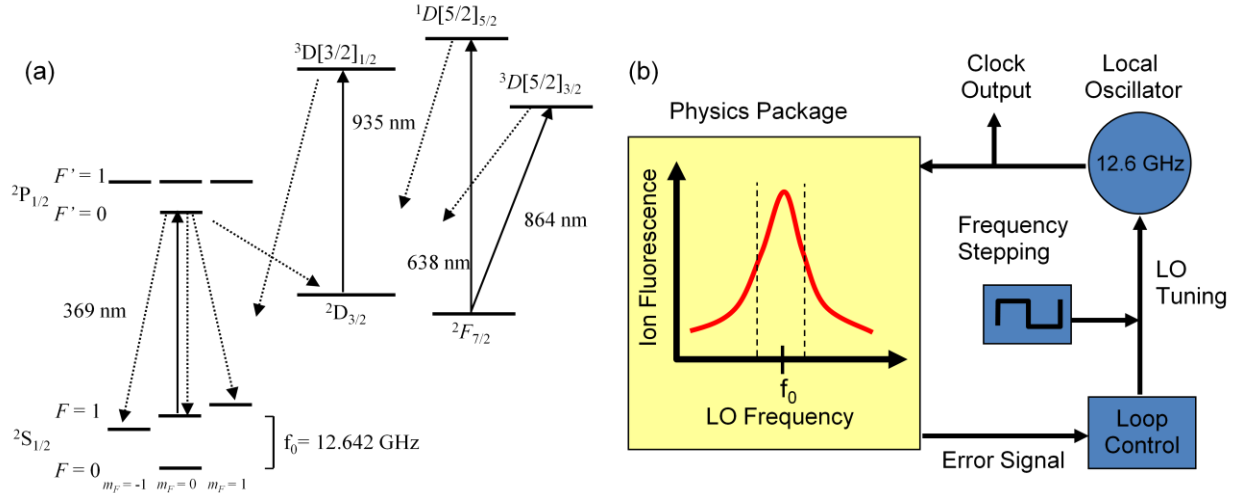 (a)
³D[3/2]₁/₂
¹D[5/2]₅/₂
³D[5/2]₃/₂
935 nm
864 nm
638 nm
F' = 1
²P₁/₂
F' = 0
369 nm
²D₃/₂
²F₇/₂
F = 1
²S₁/₂
f₀= 12.642 GHz
F = 0
m_F = -1 m_F = 0 m_F = 1
(b)
Physics Package
Ion Fluorescence
f₀
LO Frequency
Clock
Output
Local
Oscillator
12.6 GHz
Frequency
Stepping
LO
Tuning
Loop
Control
Error Signal